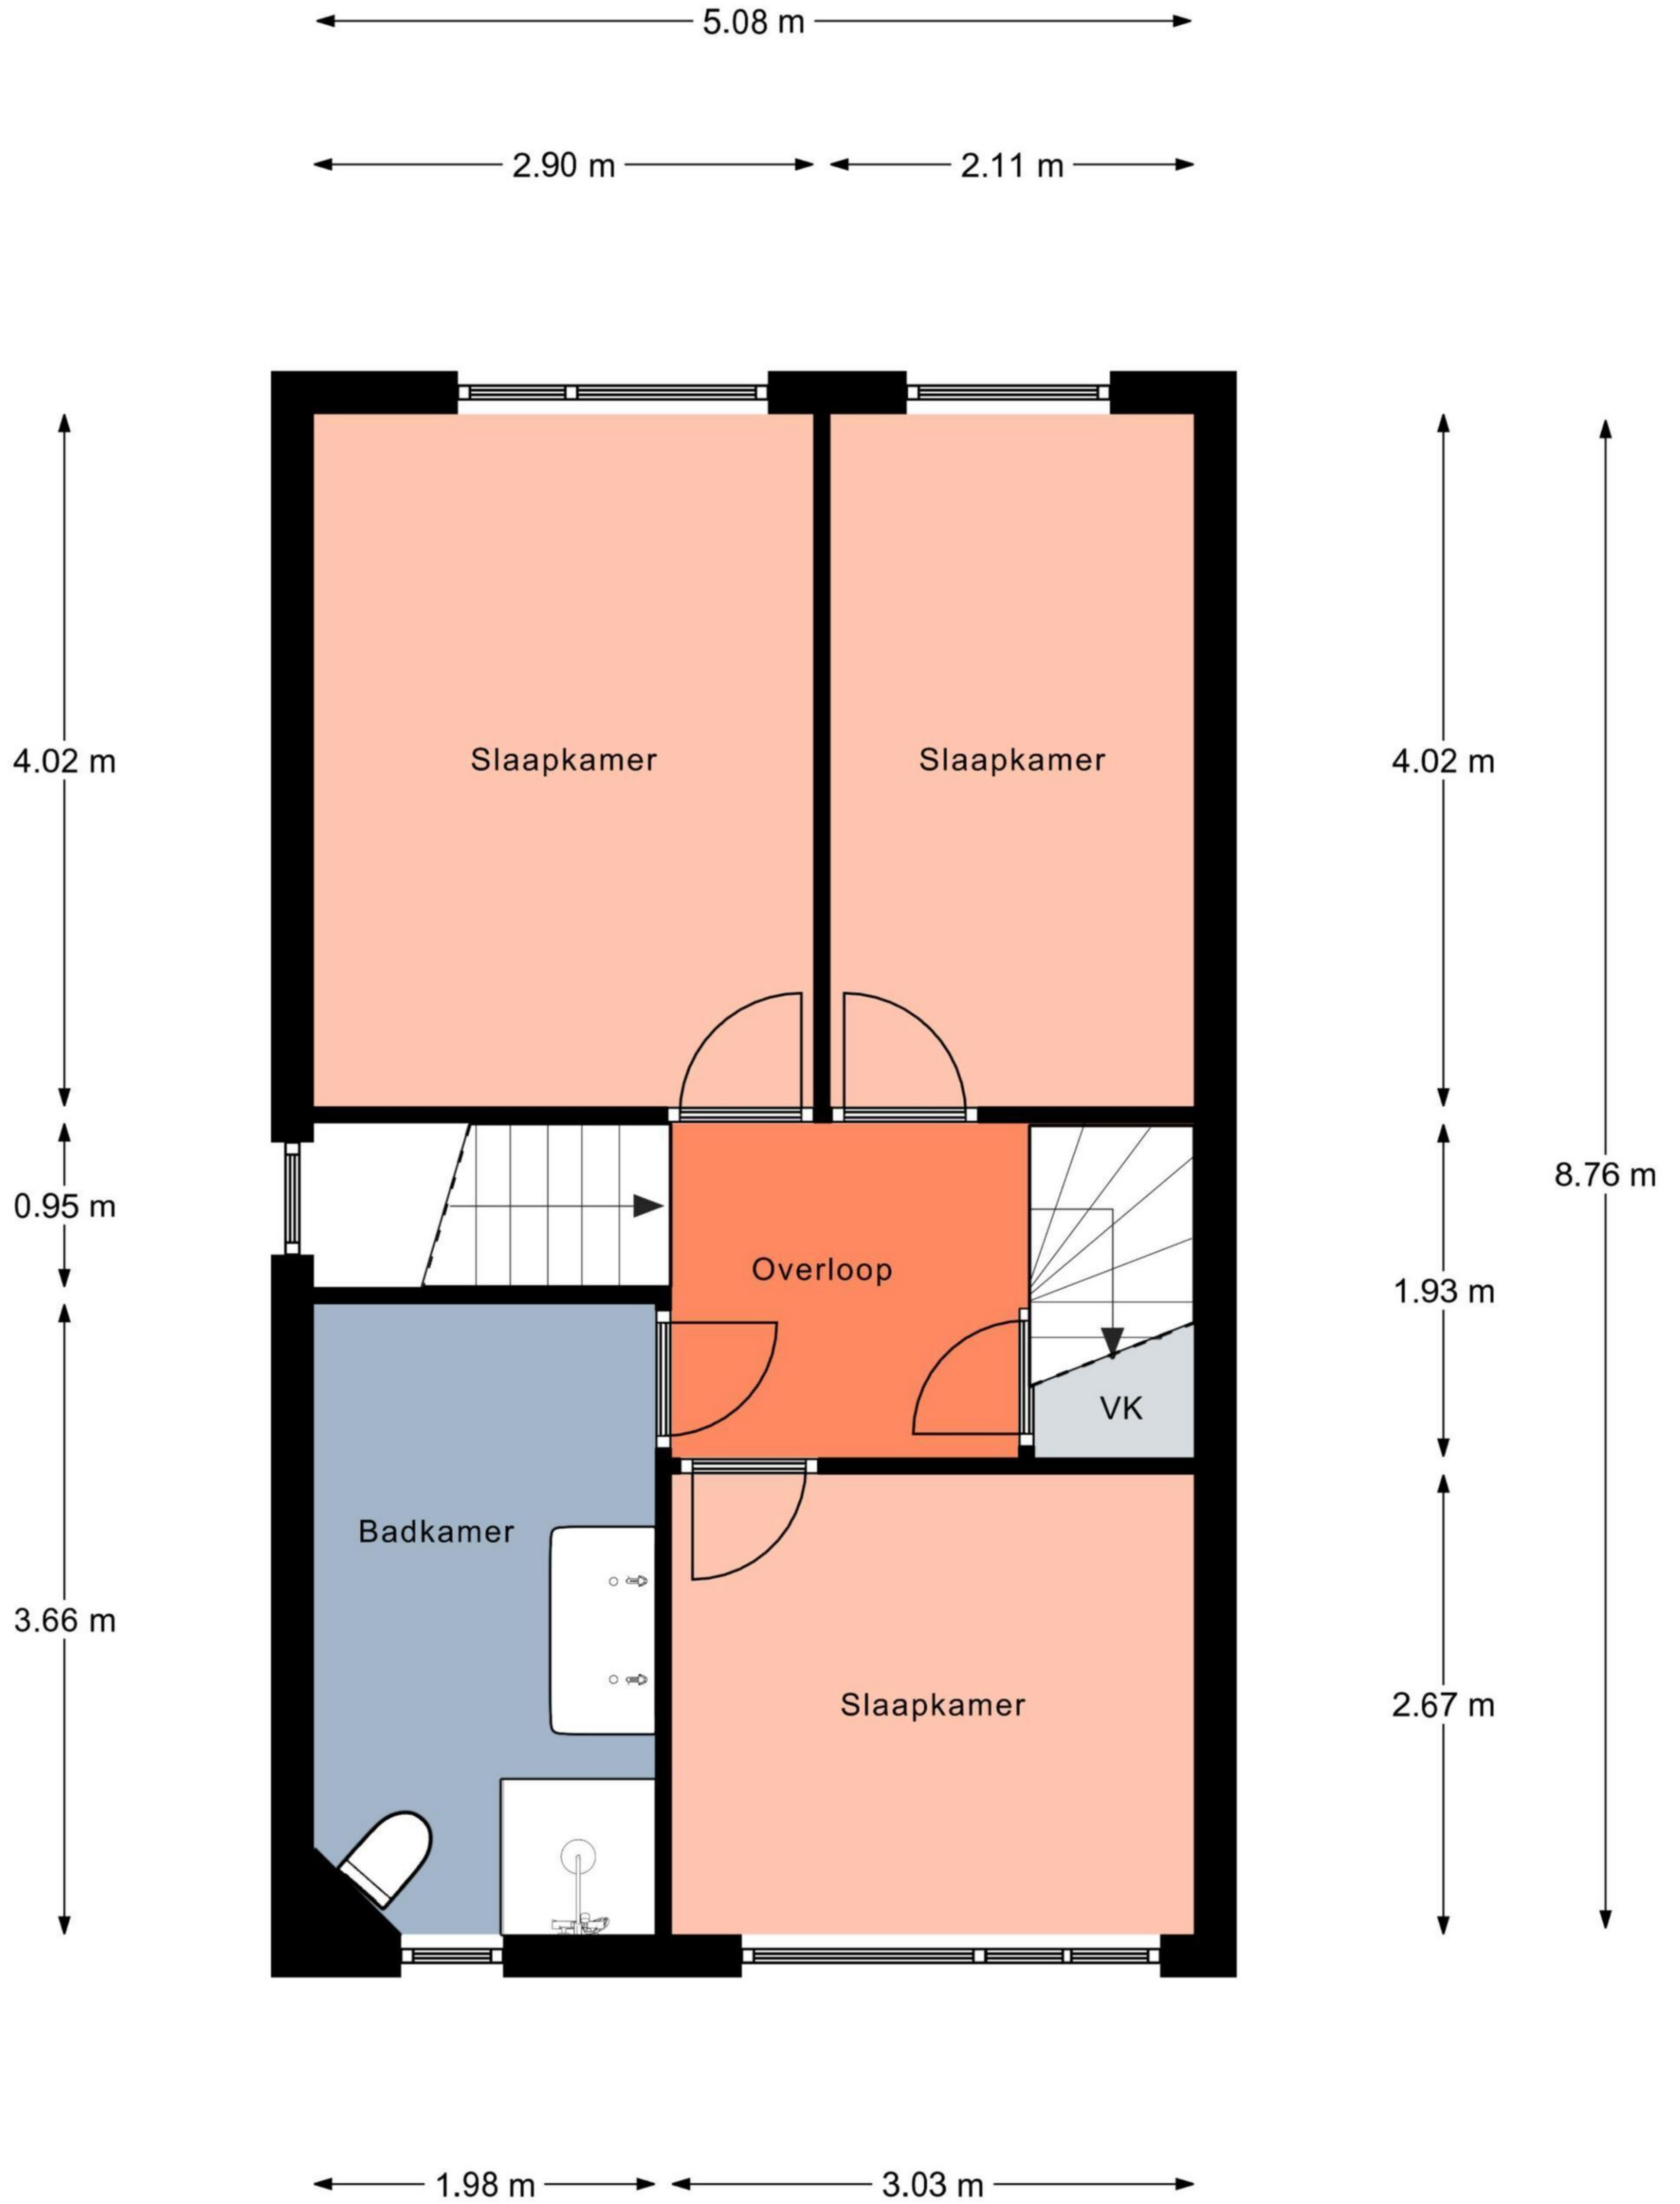 5.08 m
2.90 m
2.11 m
Slaapkamer
Slaapkamer
4.02 m
4.02 m
8.76 m
0.95 m
Overloop
1.93 m
VK
Badkamer
3.66 m
Slaapkamer
2.67 m
1.98 m
3.03 m